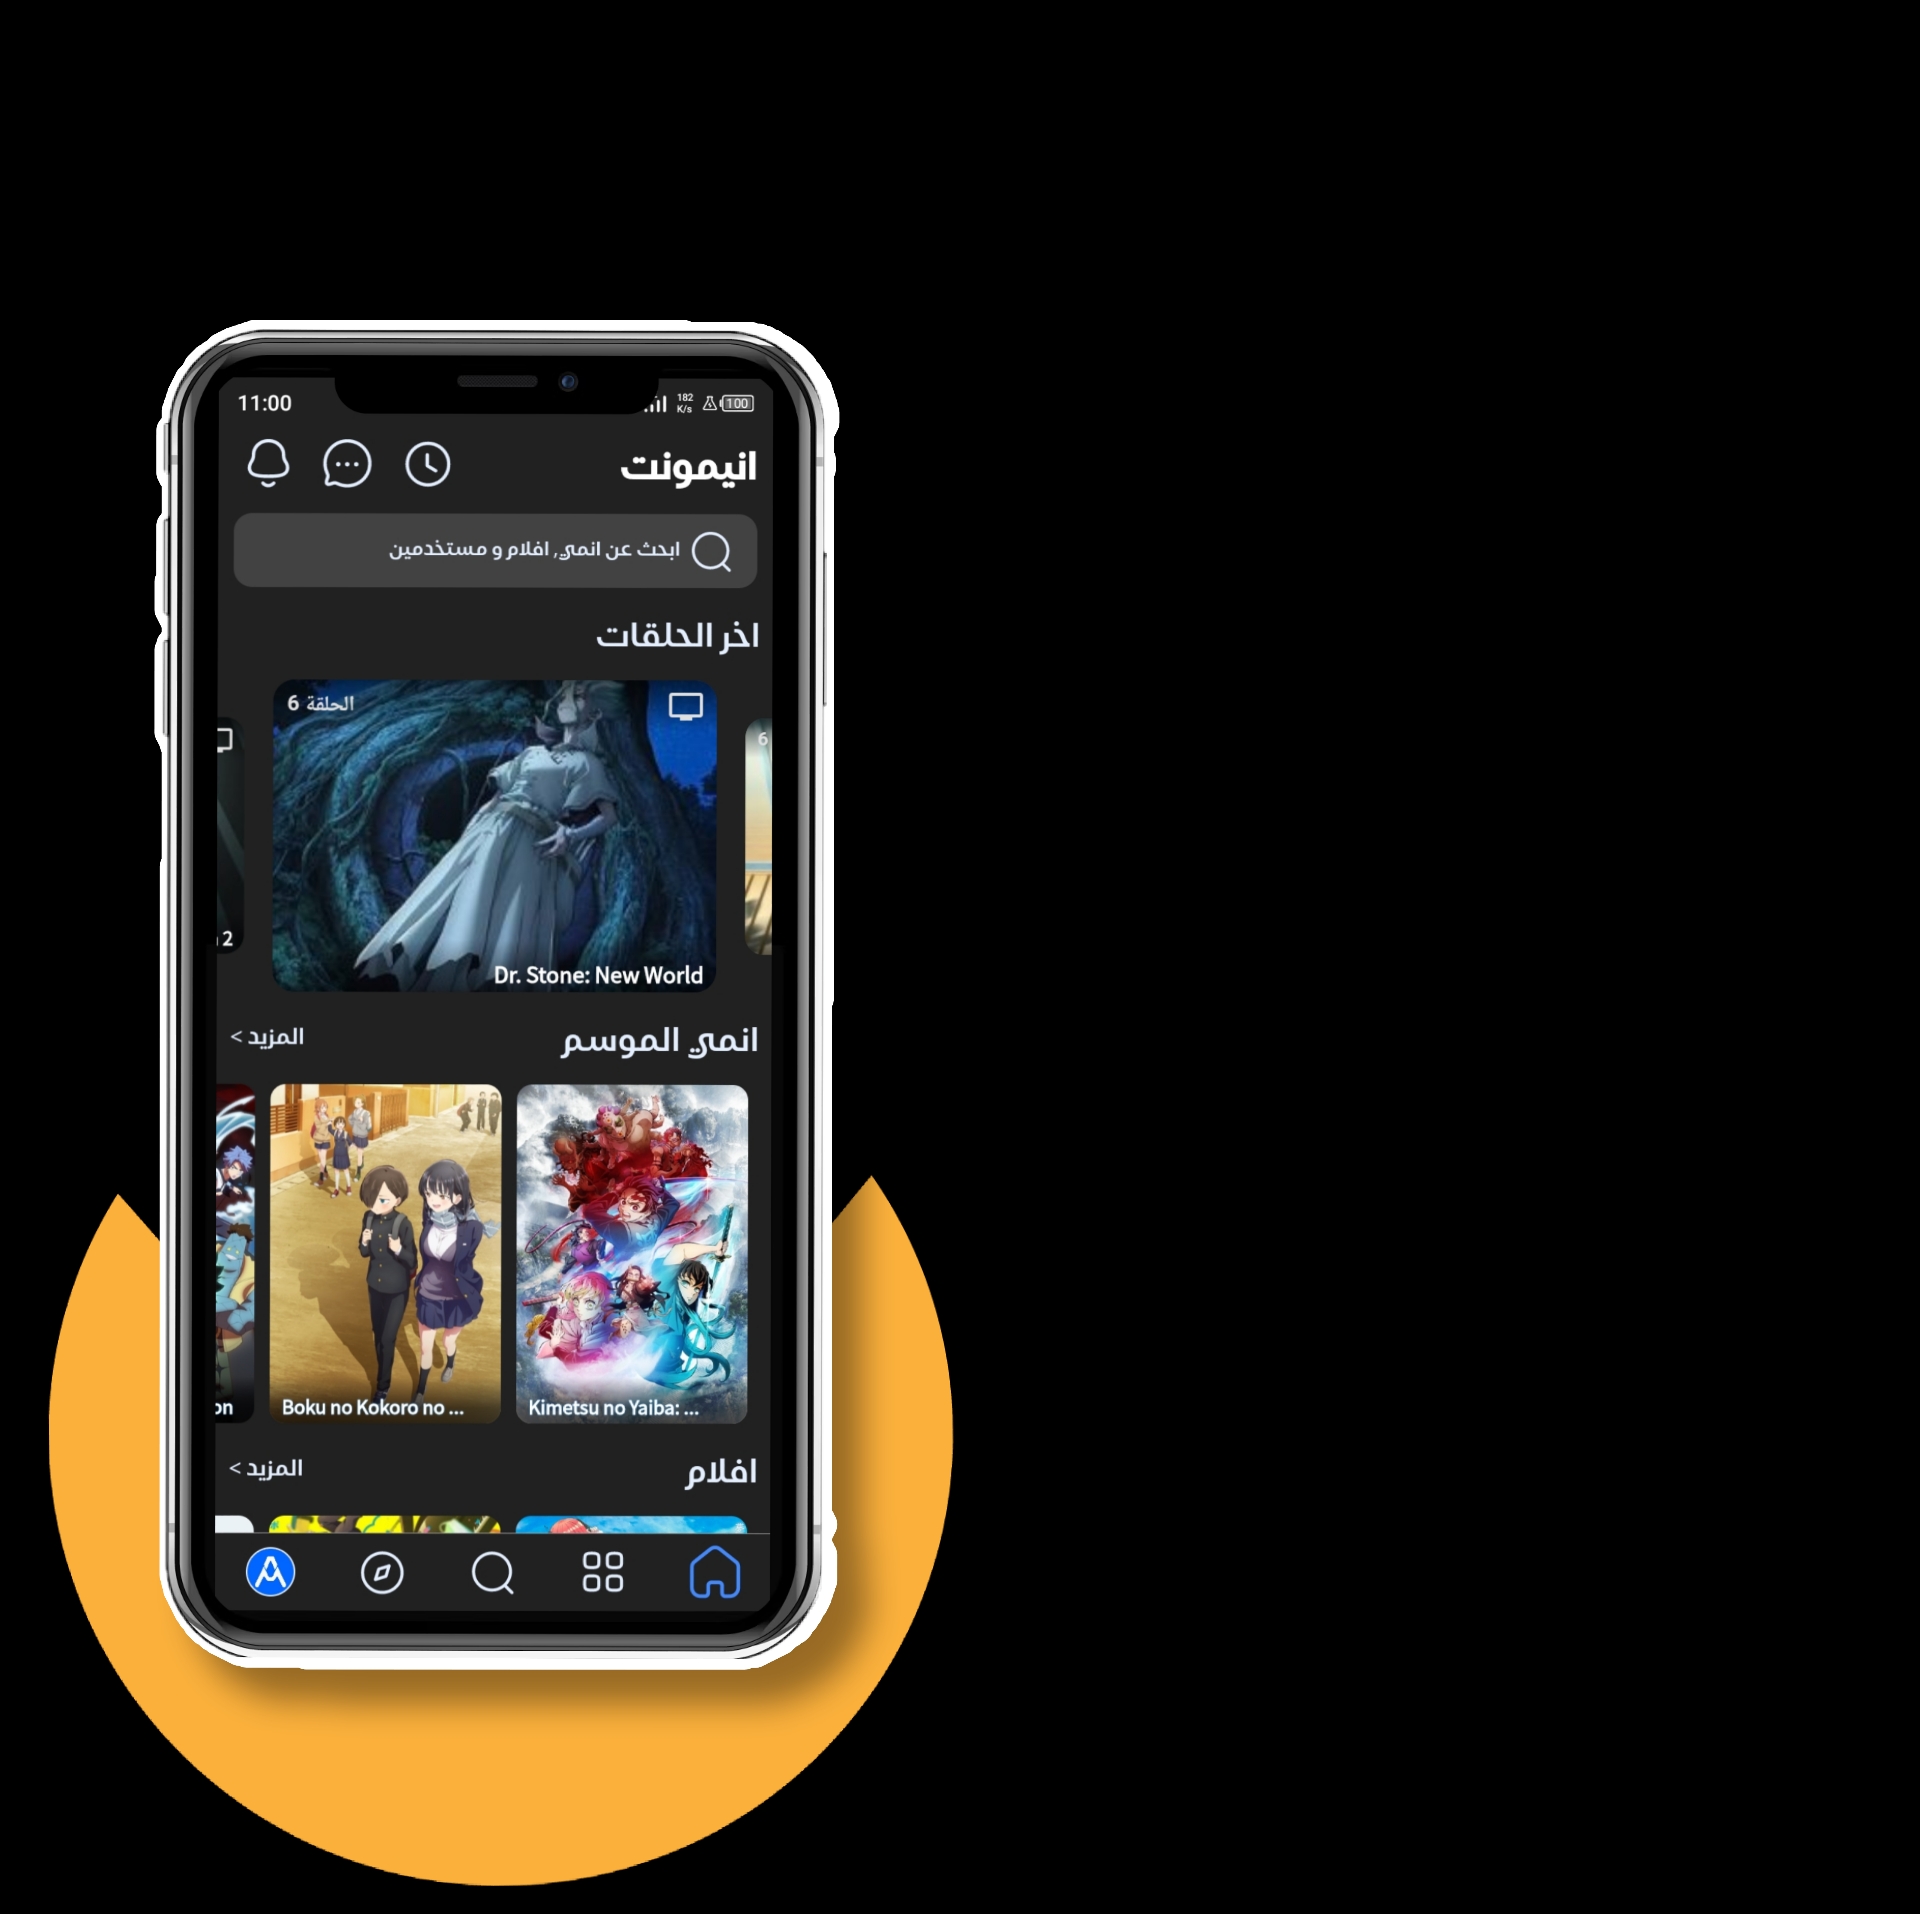 11:00
182
K/s
100
انيمونت
ابحث عن انمي, افلام و مستخدمين
اخر الحلقات
الحلقة 6
6
2
Dr. Stone: New World
انمي الموسم
المزيد >
Kimetsu no Yaiba: ...
Boku no Kokoro no ...
on
افلام
المزيد >